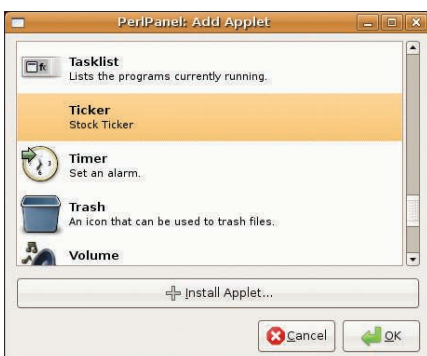 PerlPanel: Add Applet
Tasklist
Lists the programs currently running.
Ticker
Stock Ticker
Timer
Set an alarm.
Trash
An icon that can be used to trash files.
Volume
Install Applet...
Cancel
OK